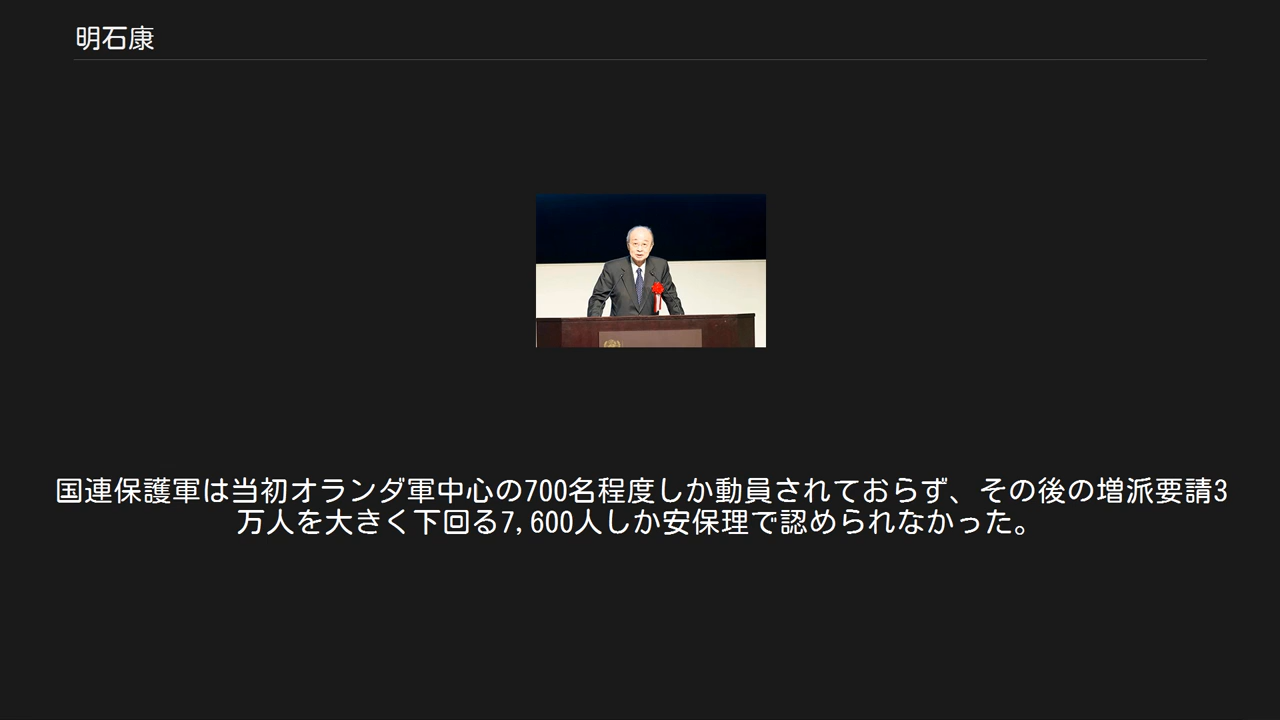 明石康
国連保護軍は当初オランダ軍中心の700名程度しか動員されておらず、その後の増派要請3
万人を大きく下回る7,600人しか安保理で認められなかった。